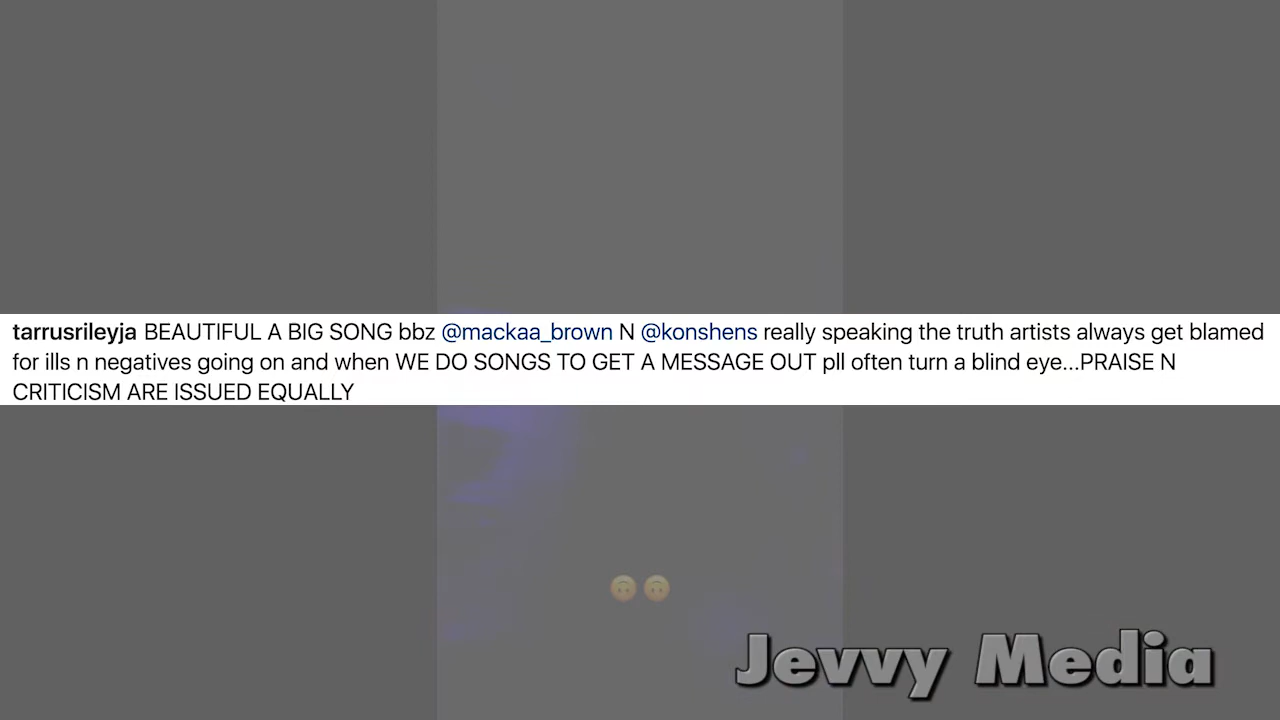 tarrusrileyja BEAUTIFUL A BIG SONG bbz @mackaa_brown N @konshens really speaking the truth artists always get blamed
for ills n negatives going on and when WE DO SONGS TO GET A MESSAGE OUT pll often turn a blind eye...PRAISE N
CRITICISM ARE ISSUED EQUALLY
🙃🙃
Jevvy Media